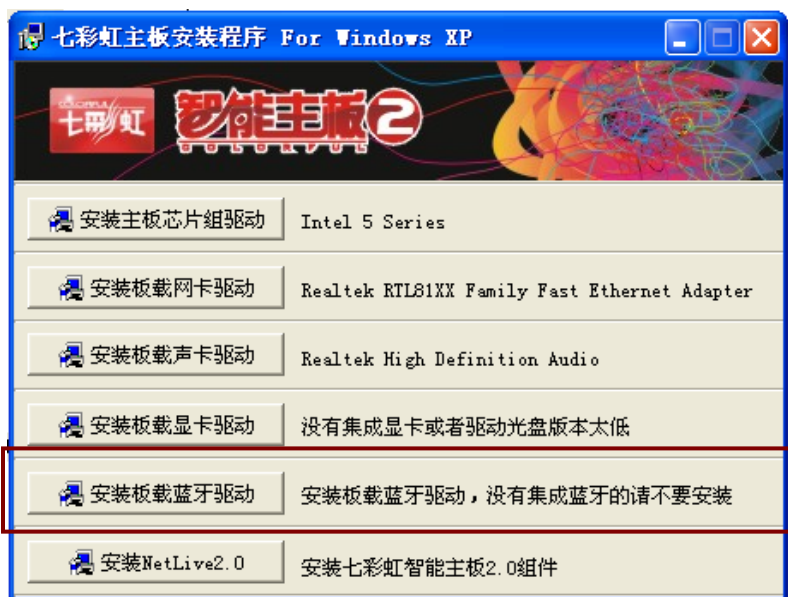 七彩虹主板安装程序 For Windows XP
COLORFUL
七彩虹
智能主板2
COLORFUL
安装主板芯片组驱动 Intel 5 Series
安装板载网卡驱动 Realtek RTL81XX Family Fast Ethernet Adapter
安装板载声卡驱动 Realtek High Definition Audio
安装板载显卡驱动 没有集成显卡或者驱动光盘版本太低
安装板载蓝牙驱动 安装板载蓝牙驱动，没有集成蓝牙的请不要安装
安装NetLive2.0 安装七彩虹智能主板2.0组件